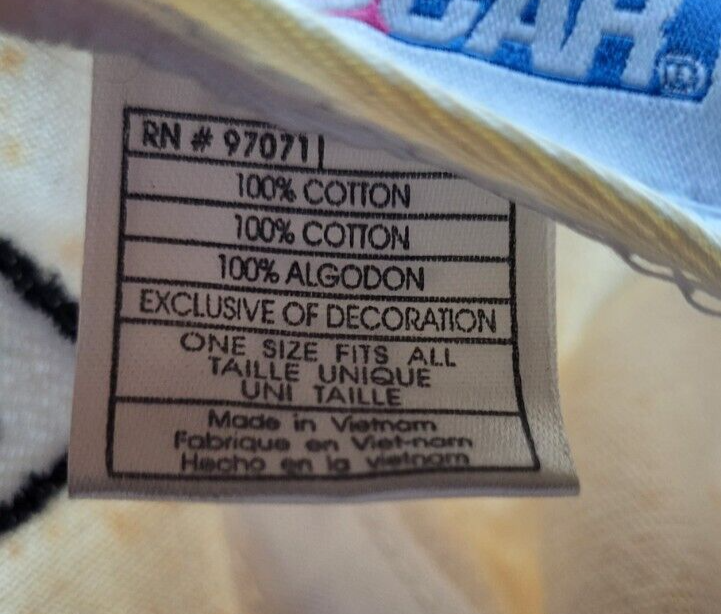 CAR®
RN # 97071
100% COTTON
100% COTTON
100% ALGODON
EXCLUSIVE OF DECORATION
ONE SIZE FITS ALL
TAILLE UNIQUE
UNI TAILLE
Made in Vietnam
Fabrique en Viet-nam
Hecho en la vietnam